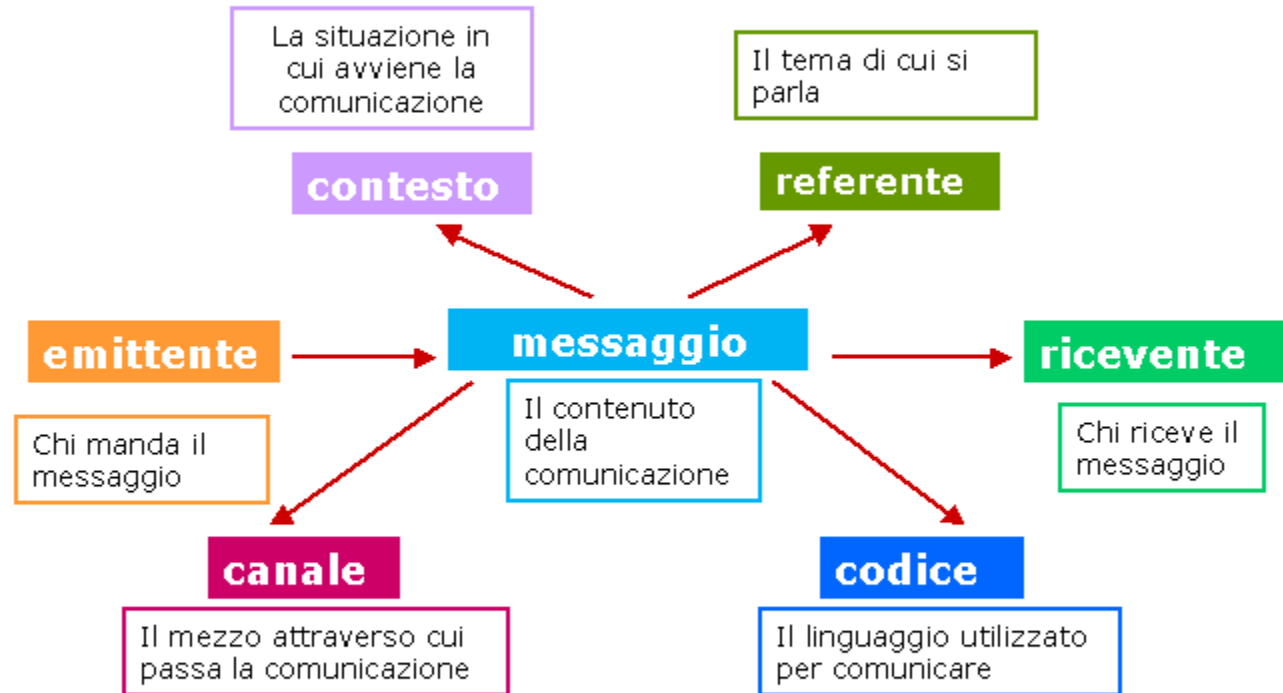 La situazione in
cui avviene la
comunicazione
contesto
Il tema di cui si
parla
referente
emittente
Chi manda il
messaggio
messaggio
Il contenuto
della
comunicazione
ricevente
Chi riceve il
messaggio
canale
Il mezzo attraverso cui
passa la comunicazione
codice
Il linguaggio utilizzato
per comunicare